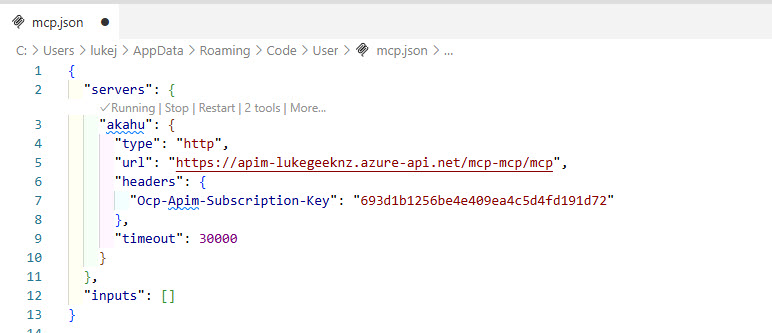 mcp.json ●
C: > Users > lukej > AppData > Roaming > Code > User > mcp.json > ...
1 {
2 "servers": {
✓Running | Stop | Restart | 2 tools | More...
3 "akahu": {
4 "type": "http",
5 "url": "https://apim-lukegeeknz.azure-api.net/mcp-mcp/mcp",
6 "headers": {
7 "Ocp-Apim-Subscription-Key": "693d1b1256be4e409ea4c5d4fd191d72"
8 },
9 "timeout": 30000
10 }
11 },
12 "inputs": []
13 }
14